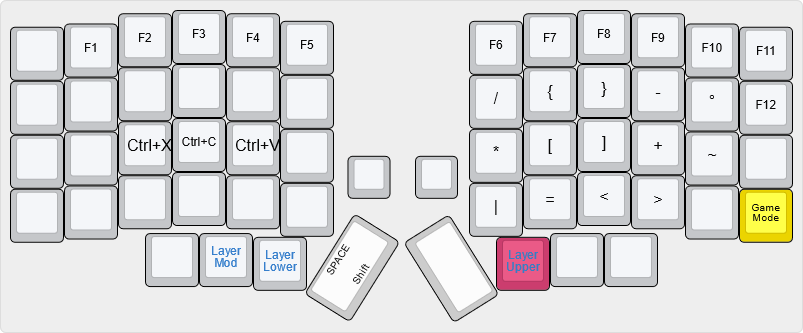 F1 F2 F3 F4 F5 F6 F7 F8 F9 F10 F11
/ { } - ° F12
Ctrl+X Ctrl+C Ctrl+V * [ ] + ~
| = < > Game
Mode
Layer
Mod
Layer
Lower
SPACE
Shift
Layer
Upper